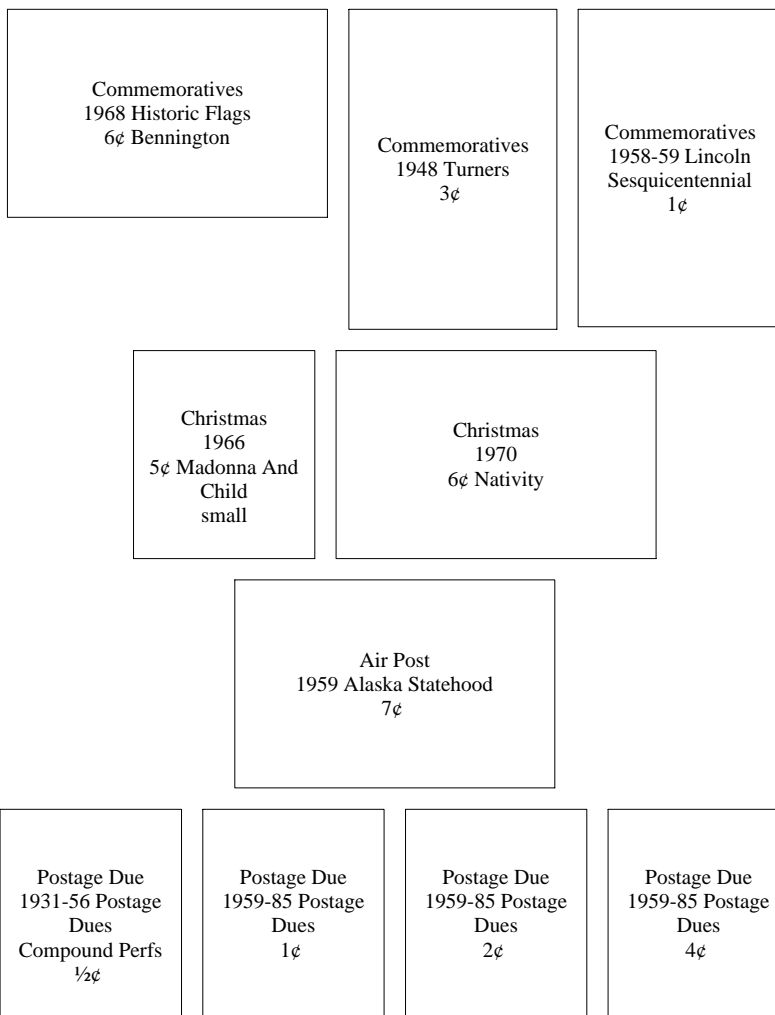 Commemoratives
1968 Historic Flags
6¢ Bennington
Commemoratives
1948 Turners
3¢
Commemoratives
1958-59 Lincoln
Sesquicentennial
1¢
Christmas
1966
5¢ Madonna And
Child
small
Christmas
1970
6¢ Nativity
Air Post
1959 Alaska Statehood
7¢
Postage Due
1931-56 Postage
Dues
Compound Perfs
½¢
Postage Due
1959-85 Postage
Dues
1¢
Postage Due
1959-85 Postage
Dues
2¢
Postage Due
1959-85 Postage
Dues
4¢